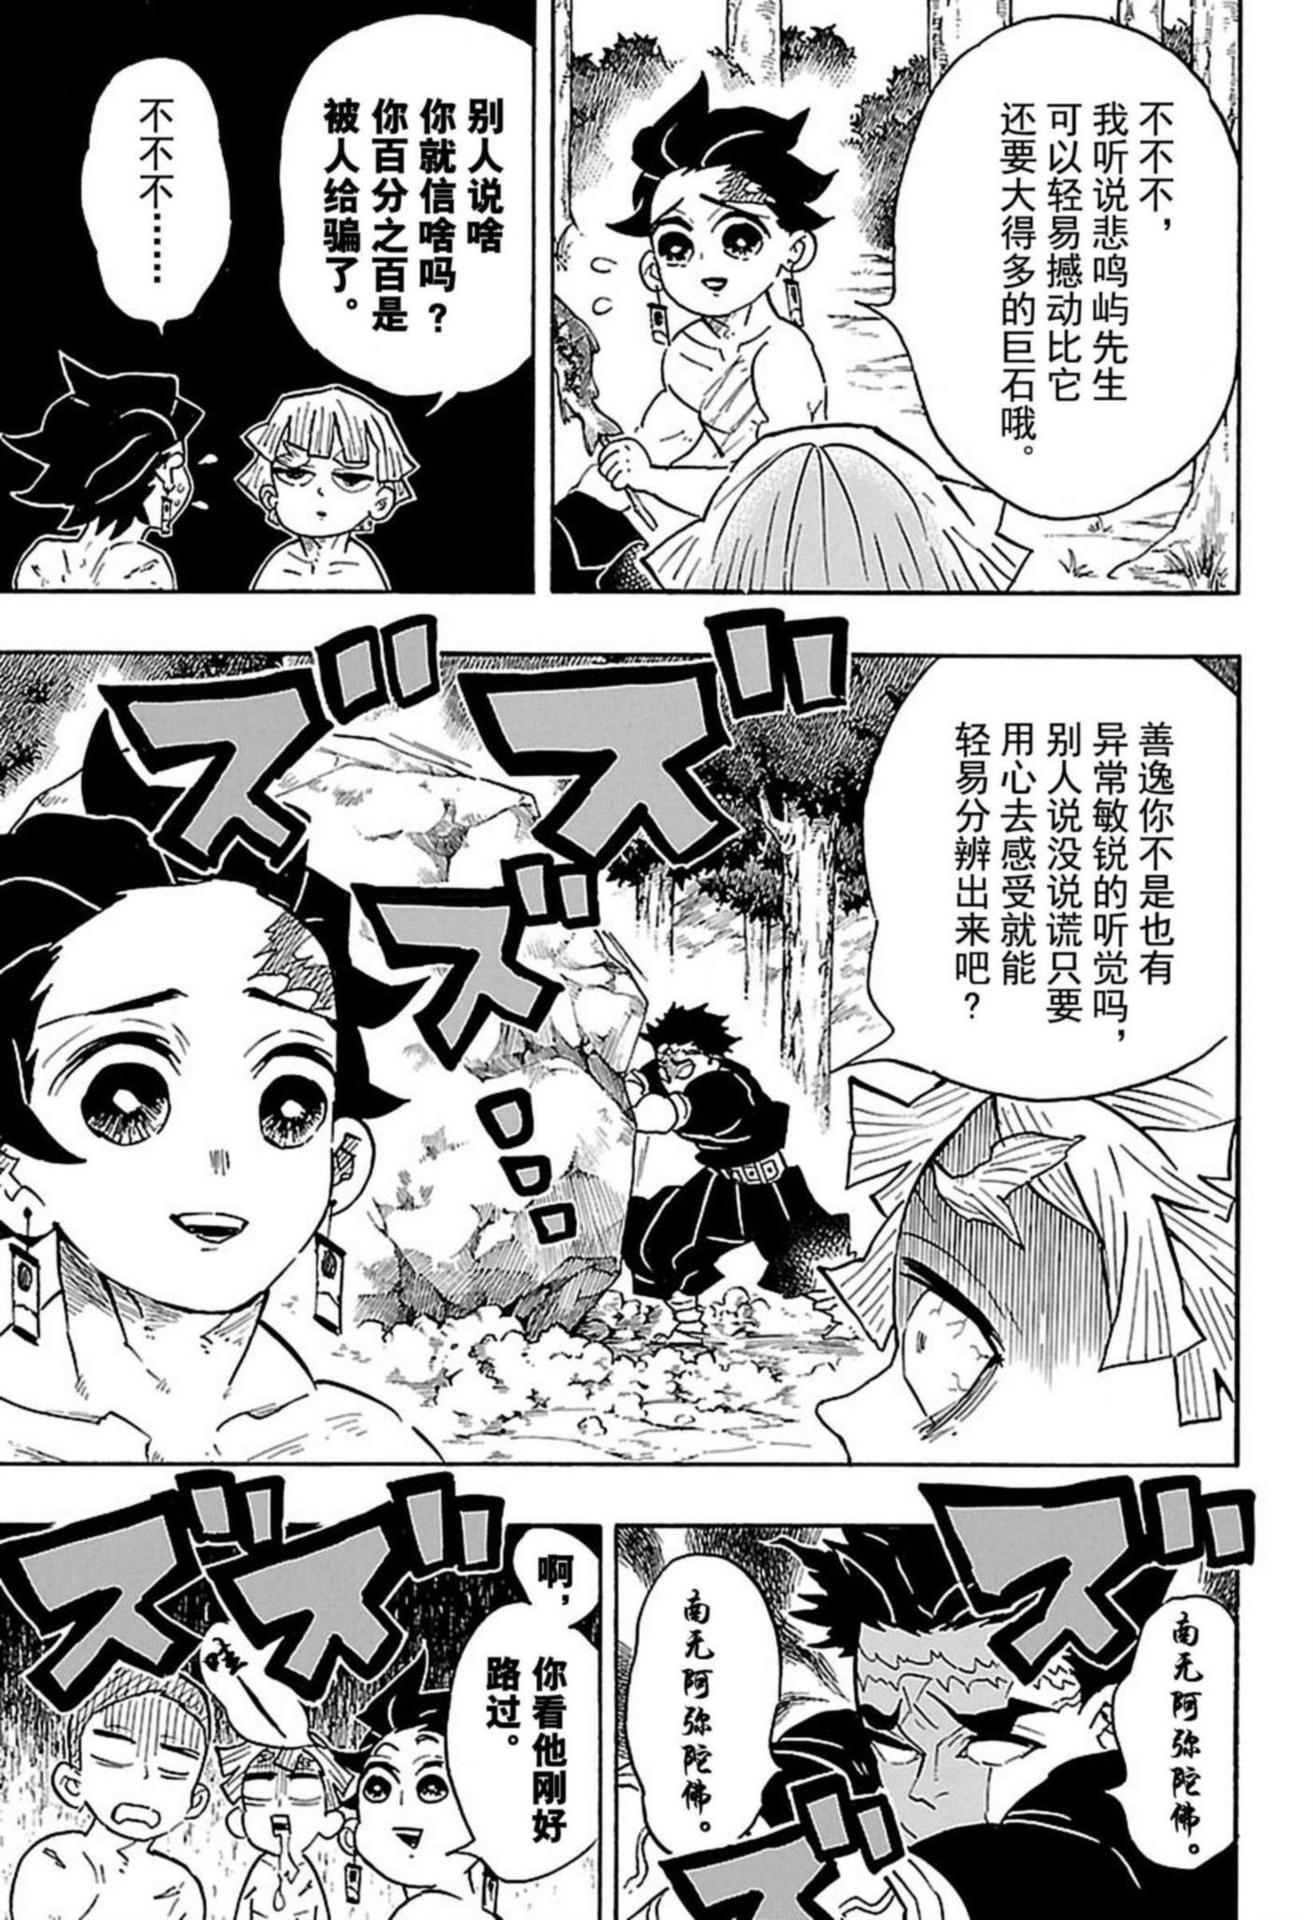 不不不，
我听说悲鸣屿先生
可以轻易撼动比它
还要大得多的巨石哦。
别人说啥
你就信啥吗？
你百分之百是
被人给骗了。
不不不……
善逸你不是也有
异常敏锐的听觉吗，
别人说没说谎只要
用心去感受就能
轻易分辨出来吧？
ズ
ズ
ズ
ズ
南无阿弥陀佛。
南无阿弥陀佛。
ズ
啊，
你看他刚好
路过。
ズ
ズ